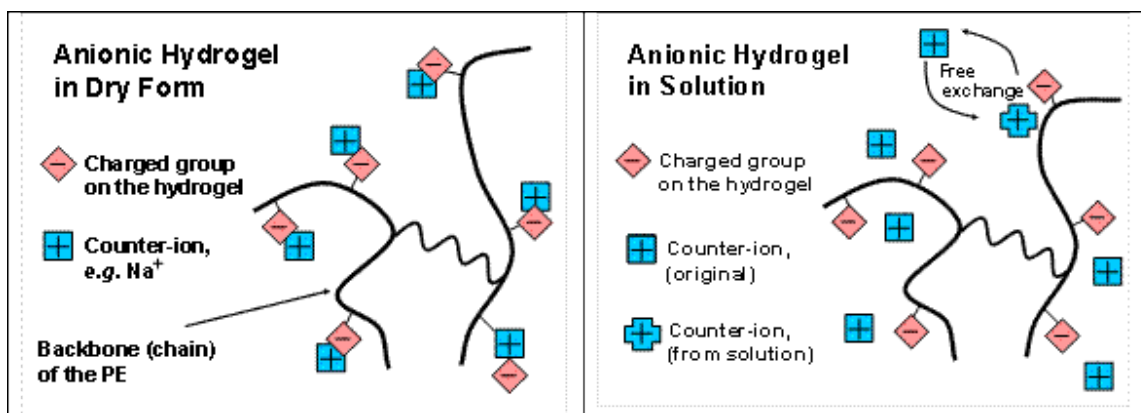 Anionic Hydrogel
in Dry Form
Charged group
on the hydrogel
Counter-ion,
e.g. Na⁺
Backbone (chain)
of the PE
Anionic Hydrogel
in Solution
Free
exchange
Charged group
on the hydrogel
Counter-ion,
(original)
Counter-ion,
(from solution)